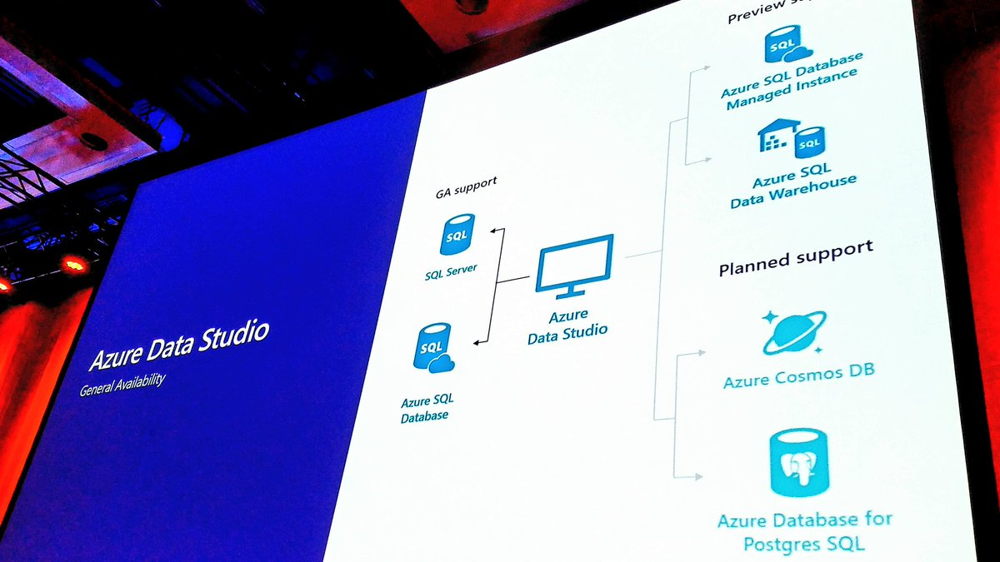 Azure Data Studio
General Availability
GA support
SQL
SQL Server
SQL
Azure SQL
Database
Azure
Data Studio
Preview
SQL
Azure SQL Database
Managed Instance
SQL
Azure SQL
Data Warehouse
Planned support
Azure Cosmos DB
Azure Database for
Postgres SQL